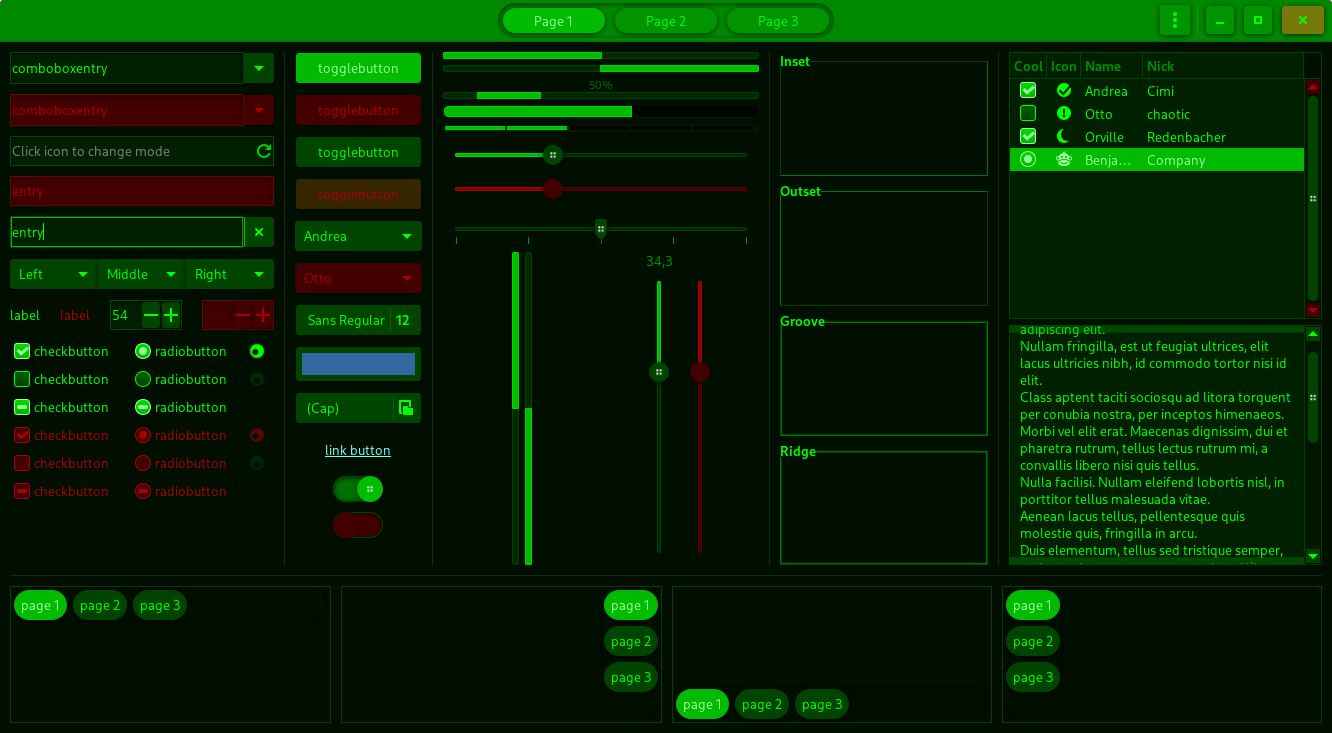 Page 1
Page 2
Page 3
comboboxentry
comboboxentry
Click icon to change mode
entry
entry
Left
Middle
Right
label
label
54
checkbutton
radiobutton
checkbutton
radiobutton
checkbutton
radiobutton
checkbutton
radiobutton
checkbutton
radiobutton
checkbutton
radiobutton
togglebutton
togglebutton
togglebutton
togglebutton
Andrea
Otto
Sans Regular 12
(Cap)
link button
50%
34,3
Inset
Outset
Groove
Ridge
Cool Icon Name Nick
Andrea Cimi
Otto chaotic
Orville Redenbacher
Benja... Company
adipiscing elit.
Nullam fringilla, est ut feugiat ultrices, elit
lacus ultricies nibh, id commodo tortor nisi id
elit.
Class aptent taciti sociosqu ad litora torquent
per conubia nostra, per inceptos himenaeos.
Morbi vel elit erat. Maecenas dignissim, dui et
pharetra rutrum, tellus lectus rutrum mi, a
convallis libero nisi quis tellus.
Nulla facilisi. Nullam eleifend lobortis nisl, in
porttitor tellus malesuada vitae.
Aenean lacus tellus, pellentesque quis
molestie quis, fringilla in arcu.
Duis elementum, tellus sed tristique semper,
page 1
page 2
page 3
page 1
page 2
page 3
page 1
page 2
page 3
page 1
page 2
page 3